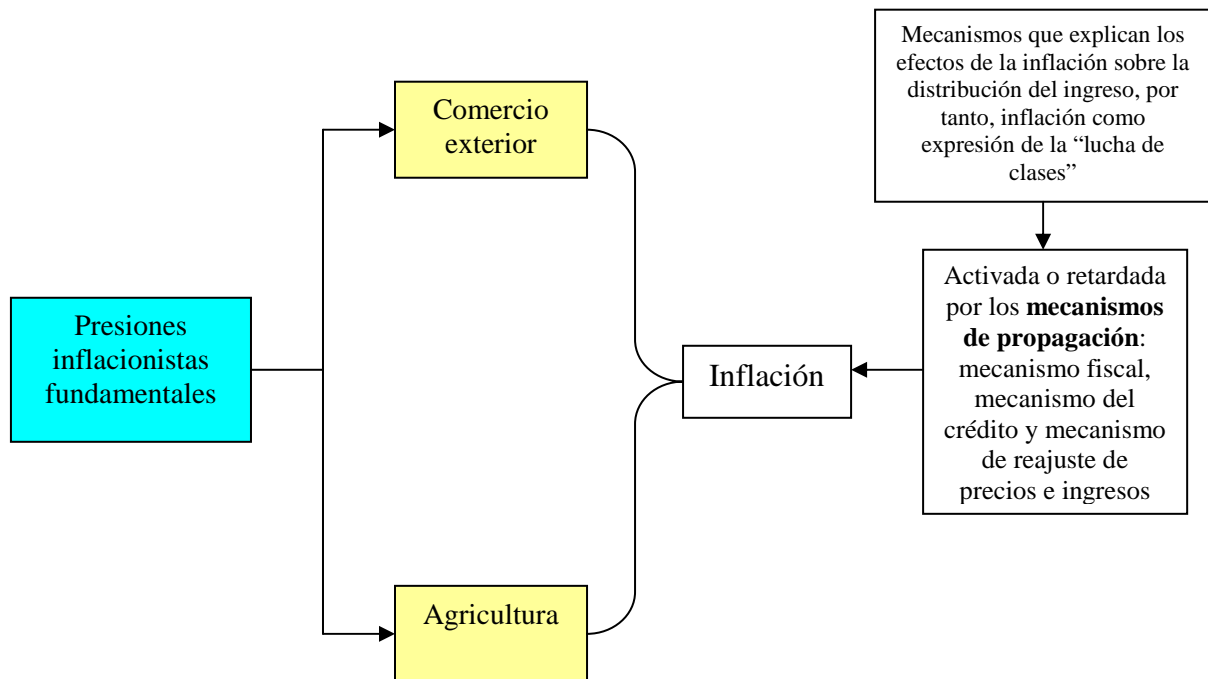 Mecanismos que explican los
efectos de la inflación sobre la
distribución del ingreso, por
tanto, inflación como
expresión de la “lucha de
clases”
Comercio
exterior
Activada o retardada
por los mecanismos
de propagación:
mecanismo fiscal,
mecanismo del
crédito y mecanismo
de reajuste de
precios e ingresos
Presiones
inflacionistas
fundamentales
Inflación
Agricultura